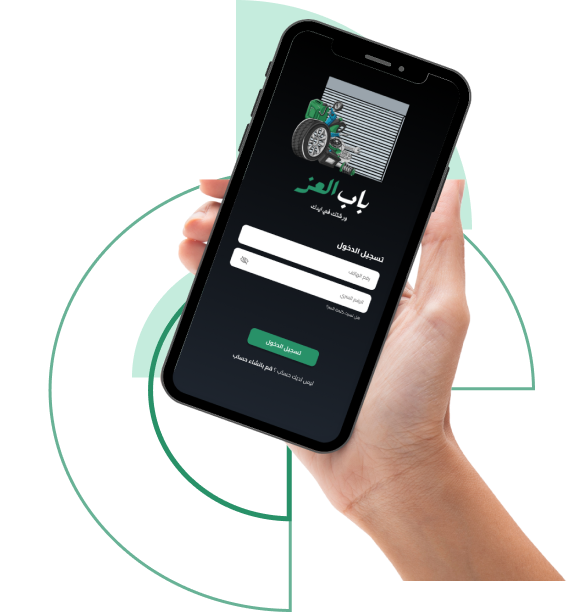 باب العز
ورشتك في ايدك
تسجيل الدخول
رقم الهاتف
الرقم السري
هل نسيت كلمة السر؟
تسجيل الدخول
ليس لديك حساب ؟ قم بانشاء حساب